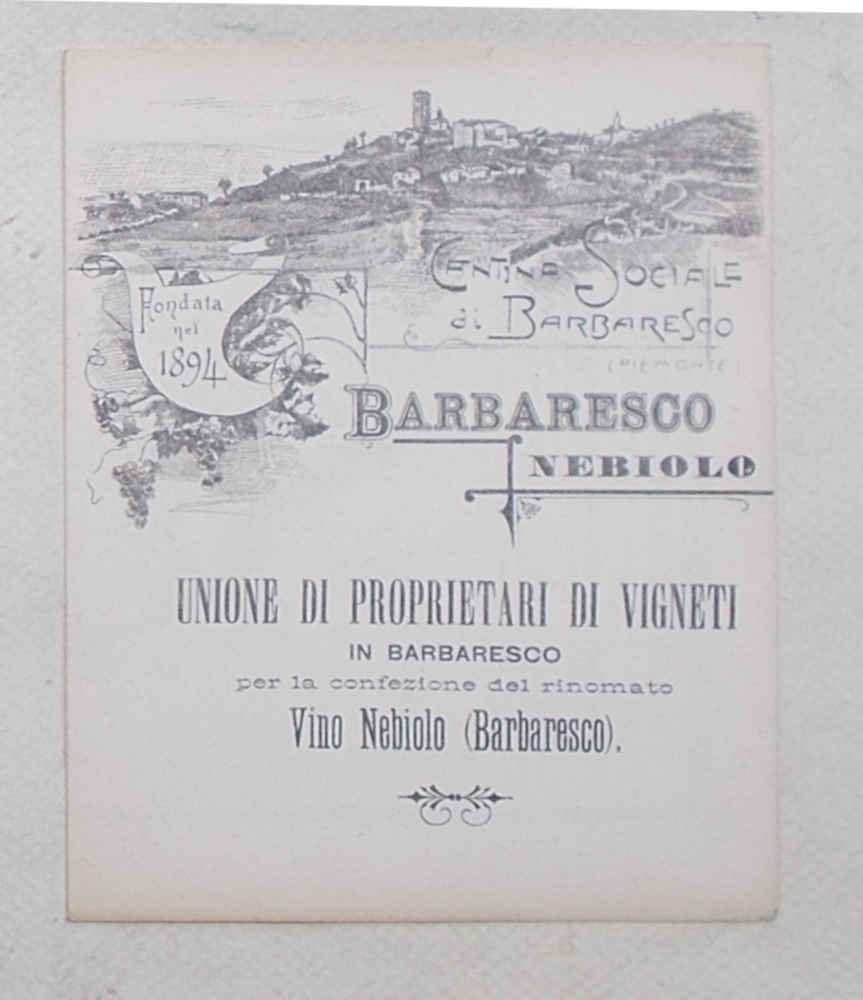 Fondata
nel
1894
Cantina Sociale
di Barbaresco
(PIEMONTE)
BARBARESCO
NEBIOLO
UNIONE DI PROPRIETARI DI VIGNETI
IN BARBARESCO
per la confezione del rinomato
Vino Nebiolo (Barbaresco).